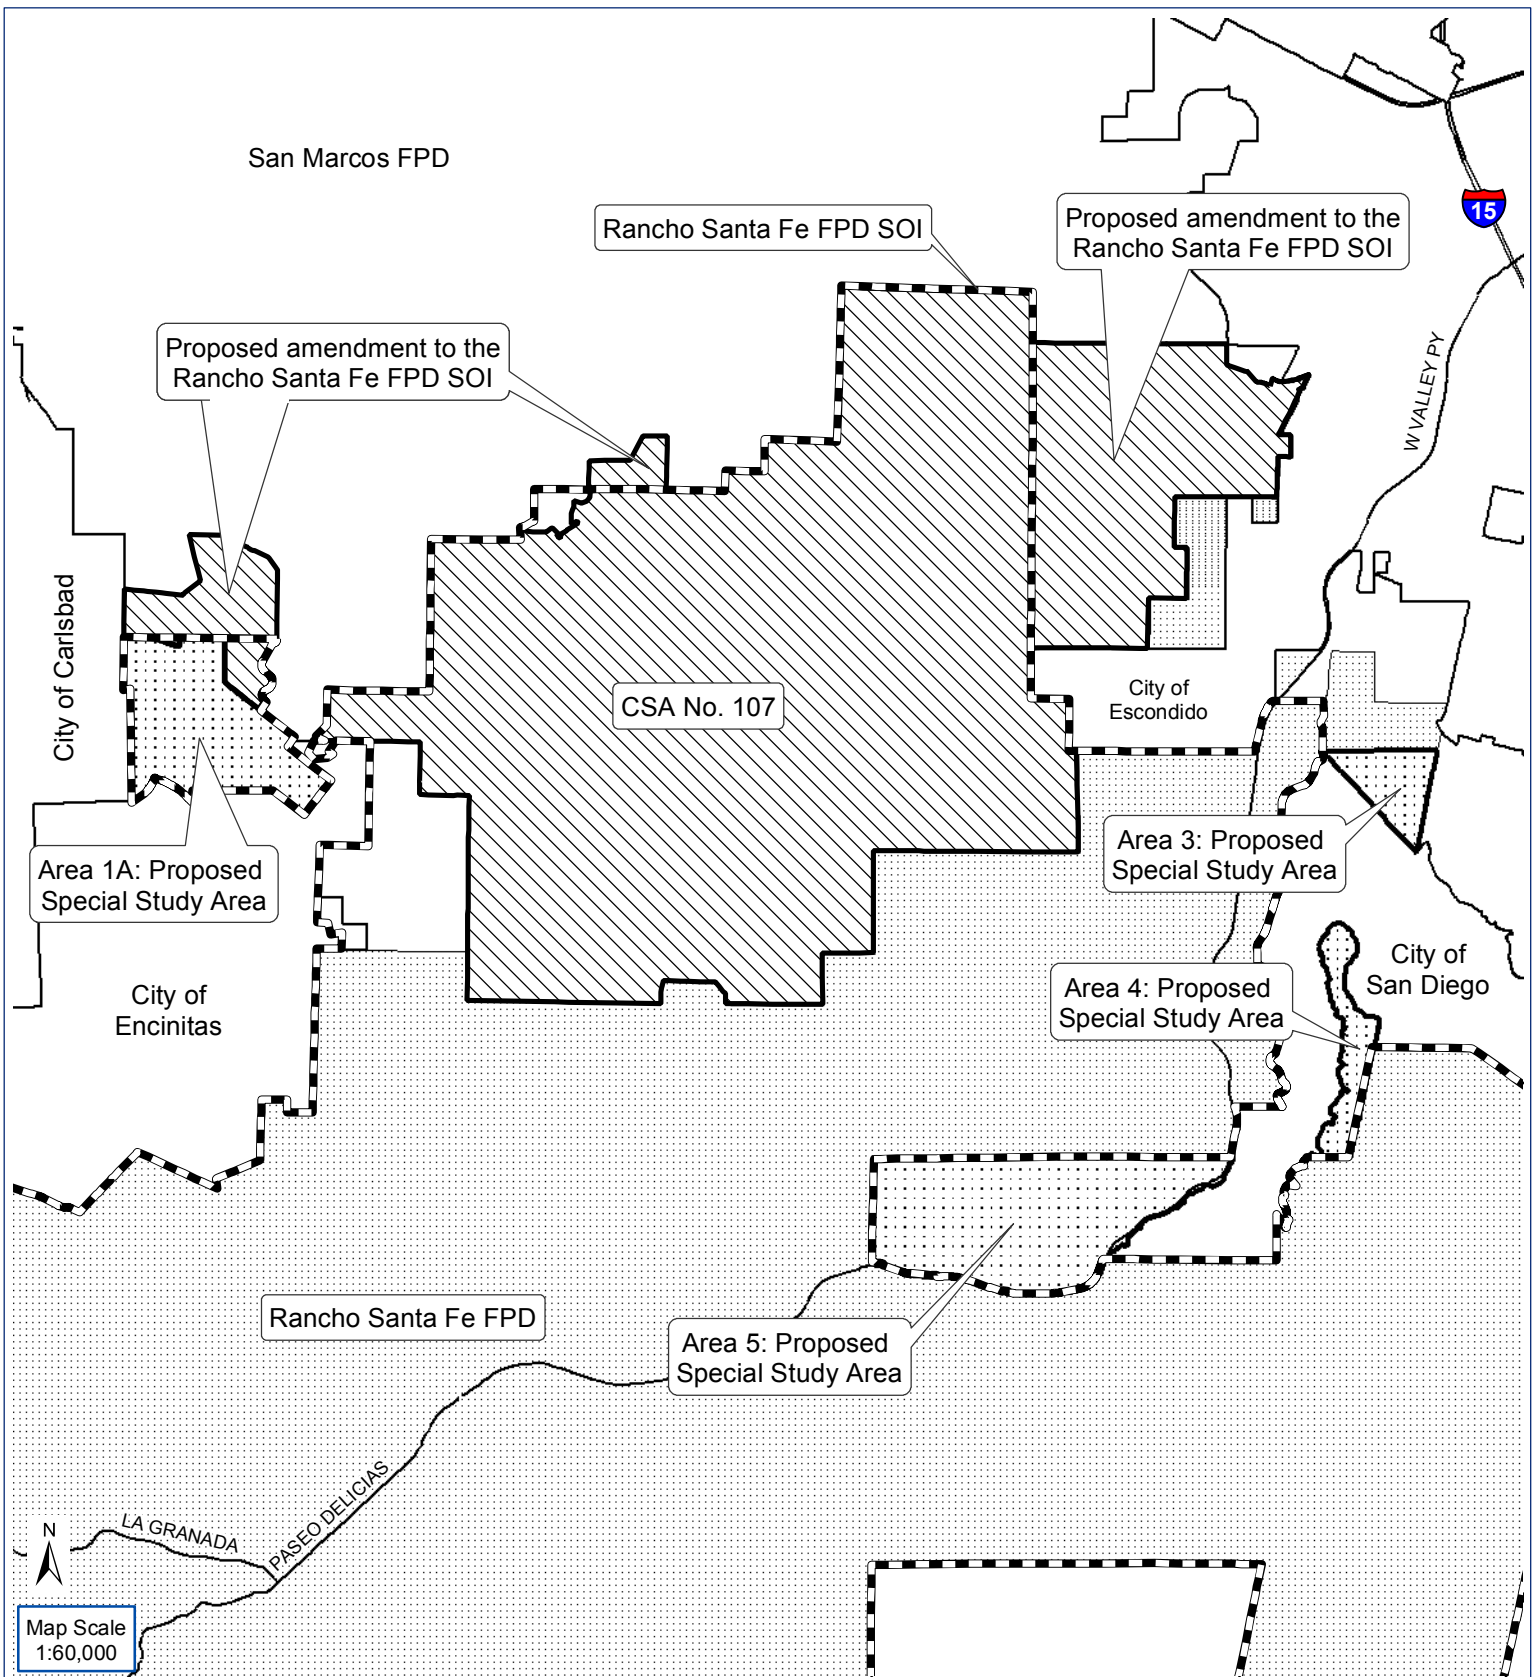 San Marcos FPD
Rancho Santa Fe FPD SOI
Proposed amendment to the
Rancho Santa Fe FPD SOI
15
Proposed amendment to the
Rancho Santa Fe FPD SOI
W VALLEY PY
City of Carlsbad
CSA No. 107
City of
Escondido
Area 3: Proposed
Special Study Area
Area 1A: Proposed
Special Study Area
City of
San Diego
City of
Encinitas
Area 4: Proposed
Special Study Area
Rancho Santa Fe FPD
Area 5: Proposed
Special Study Area
PASEO DELICIAS
LA GRANADA
N
Map Scale
1:60,000